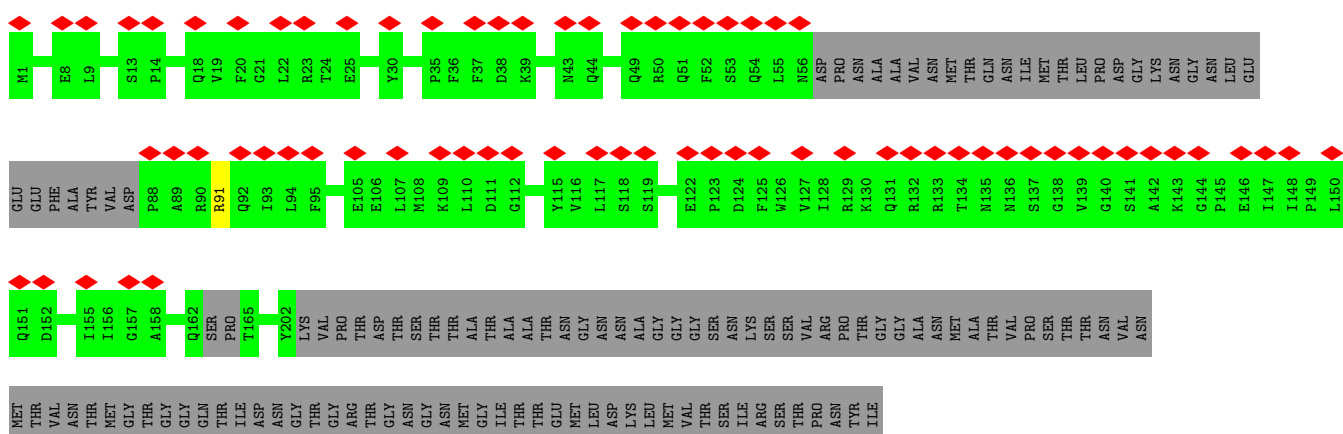 M1 E8 L9 S13 P14 Q18 V19 F20 G21 L22 R23 T24 E25 Y30 P35 F36 F37 D38 K39 N43 Q44 Q49 R50 Q51 F52 S53 Q54 L55 N56 ASP PRO ASN ALA ALA VAL ASN MET THR GLN ASN ILE MET THR LEU PRO ASP GLY LYS ASN GLY ASN LEU GLU
GLU GLU PHE ALA TYR VAL ASP P88 A89 R90 R91 Q92 I93 L94 F95 E105 E106 L107 M108 K109 L110 D111 G112 Y115 V116 L117 S118 S119 E122 P123 D124 F125 W126 V127 I128 R129 K130 Q131 R132 R133 T134 N135 N136 S137 G138 V139 G140 S141 A142 K143 G144 P145 E146 I147 I148 P149 L150
Q151 D152 I155 I156 G157 A158 Q162 SER PRO T165 Y202 LYS VAL PRO THR ASP THR SER THR THR ALA THR ALA ALA THR ASN GLY ASN ASN ALA GLY GLY GLY SER ASN LYS SER SER VAL ARG PRO THR GLY GLY ALA ASN MET ALA THR VAL PRO SER THR THR ASN VAL ASN
MET THR VAL ASN THR MET GLY THR GLY GLY GLN THR ILE ASP ASN GLY THR GLY ARG THR GLY ASN GLY ASN MET GLY ILE THR THR GLU MET LEU ASP LYS LEU MET VAL THR SER ILE ARG SER THR PRO ASN TYR ILE